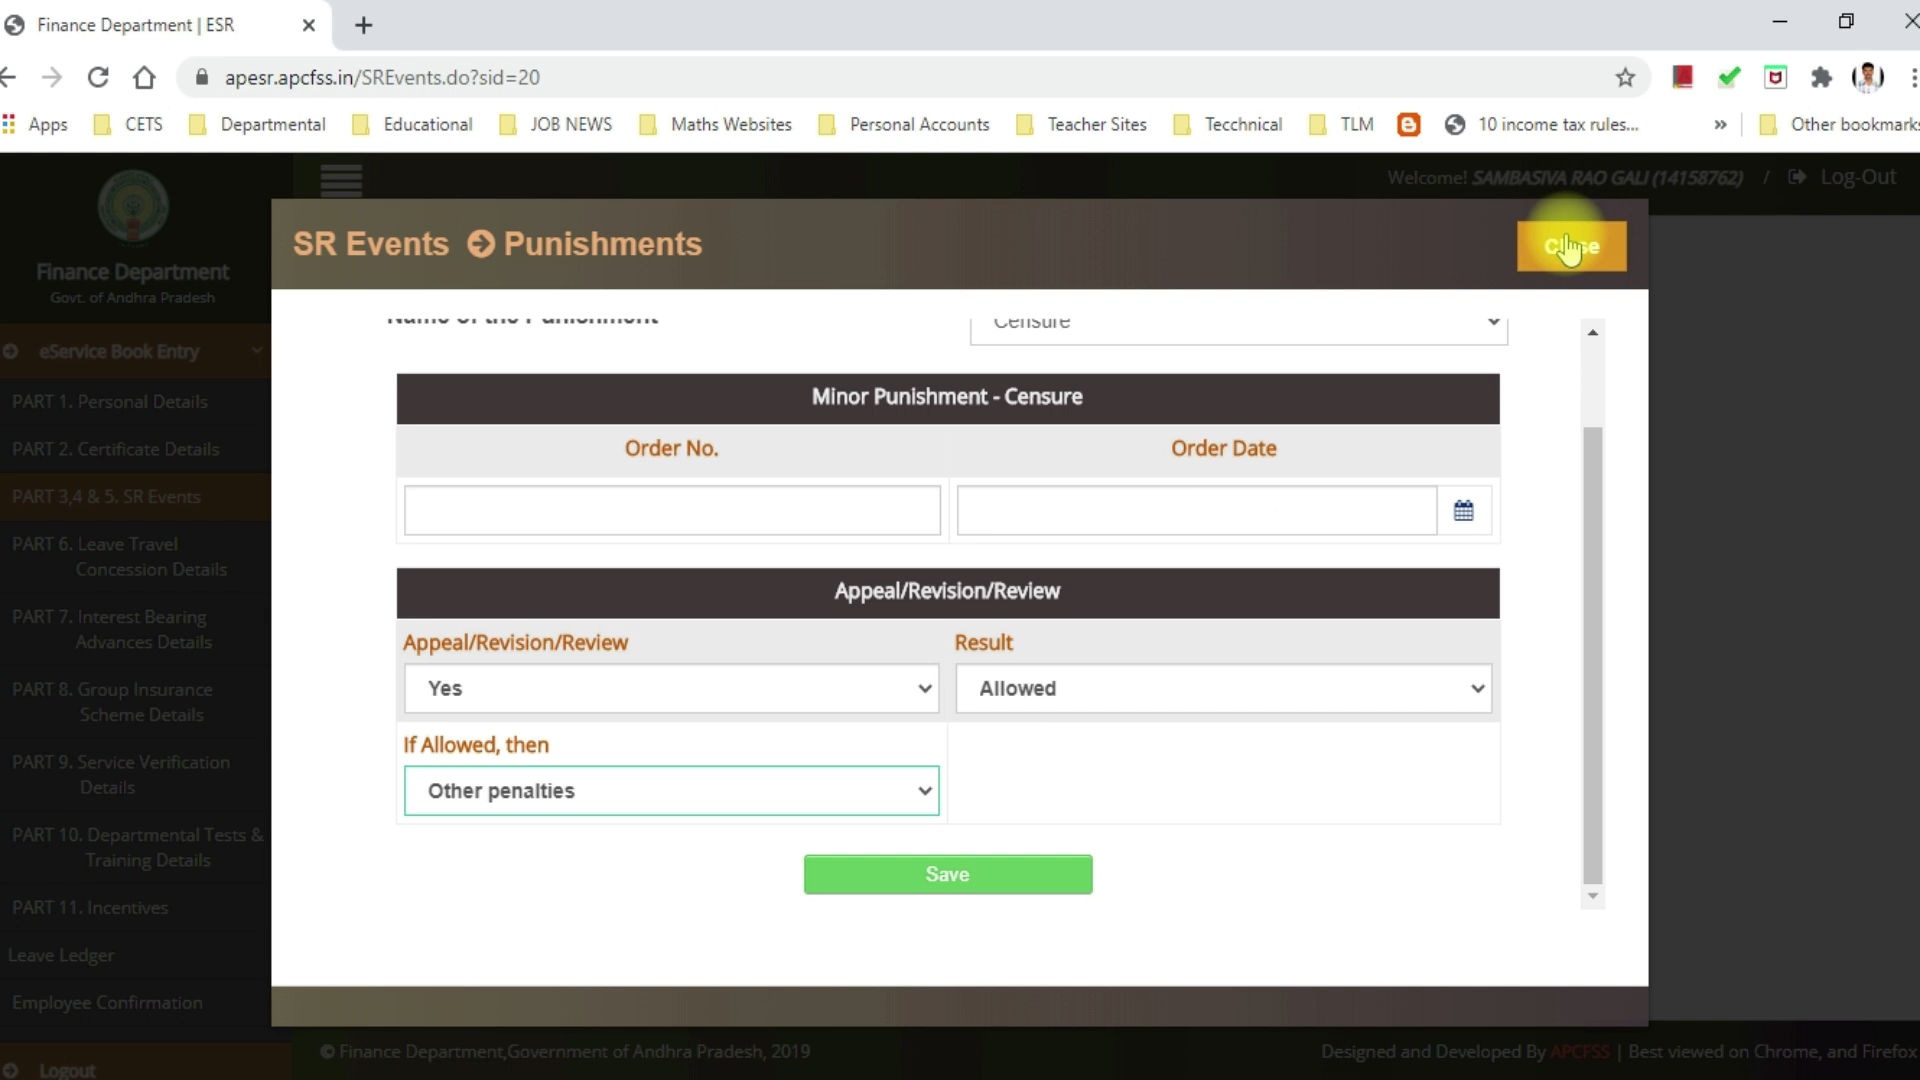 Finance Department | ESR
apesr.apcfss.in/SREvents.do?sid=20
Apps CETS Departmental Educational JOB NEWS Maths Websites Personal Accounts Teacher Sites Tecchnical TLM 10 income tax rules... » Other bookmarks
Welcome! SAMBASIVA RAO GALI (14158762) / Log-Out
Finance Department
Govt. of Andhra Pradesh
eService Book Entry
PART 1. Personal Details
PART 2. Certificate Details
PART 3,4 & 5. SR Events
PART 6. Leave Travel
Concession Details
PART 7. Interest Bearing
Advances Details
PART 8. Group Insurance
Scheme Details
PART 9. Service Verification
Details
PART 10. Departmental Tests &
Training Details
PART 11. Incentives
Leave Ledger
Employee Confirmation
Logout
SR Events Punishments
Close
Name of the Punishment
Censure
Minor Punishment - Censure
Order No. Order Date
Appeal/Revision/Review
Appeal/Revision/Review Result
Yes Allowed
If Allowed, then
Other penalties
Save
© Finance Department,Government of Andhra Pradesh, 2019
Designed and Developed By APCFSS | Best viewed on Chrome, and Firefox